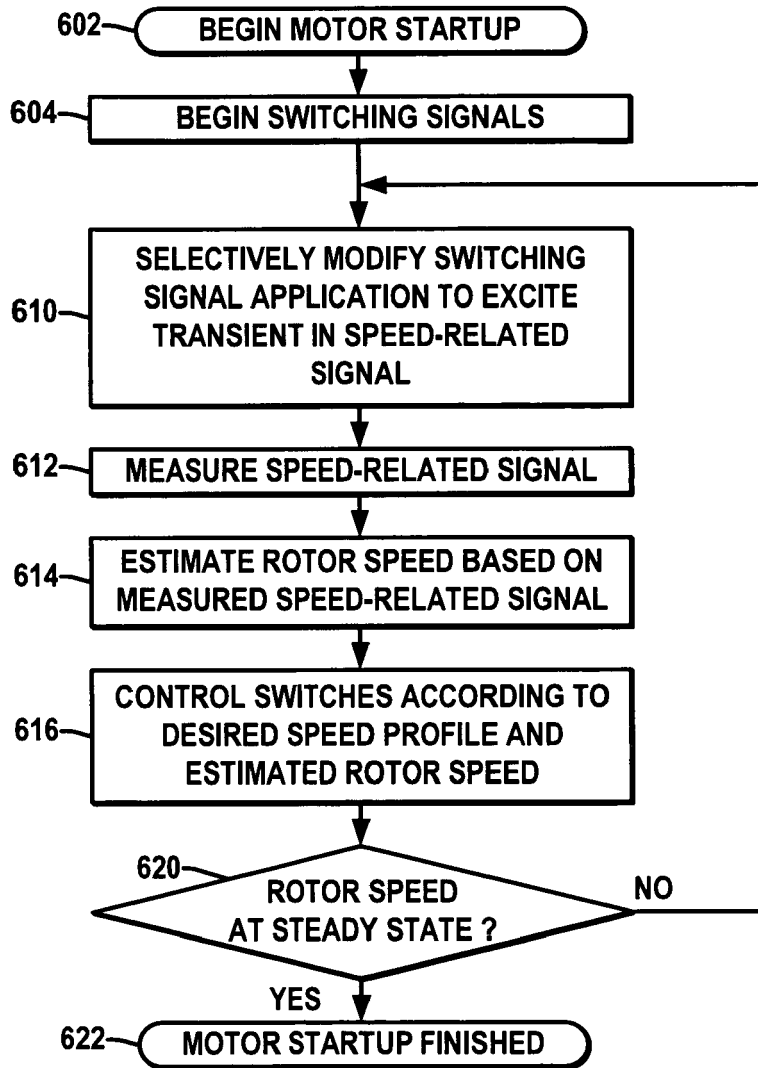 602 BEGIN MOTOR STARTUP
604 BEGIN SWITCHING SIGNALS
SELECTIVELY MODIFY SWITCHING
SIGNAL APPLICATION TO EXCITE
610 TRANSIENT IN SPEED-RELATED
SIGNAL
612 MEASURE SPEED-RELATED SIGNAL
ESTIMATE ROTOR SPEED BASED ON
614 MEASURED SPEED-RELATED SIGNAL
CONTROL SWITCHES ACCORDING TO
616 DESIRED SPEED PROFILE AND
ESTIMATED ROTOR SPEED
620
ROTOR SPEED NO
AT STEADY STATE ?
YES
622 MOTOR STARTUP FINISHED